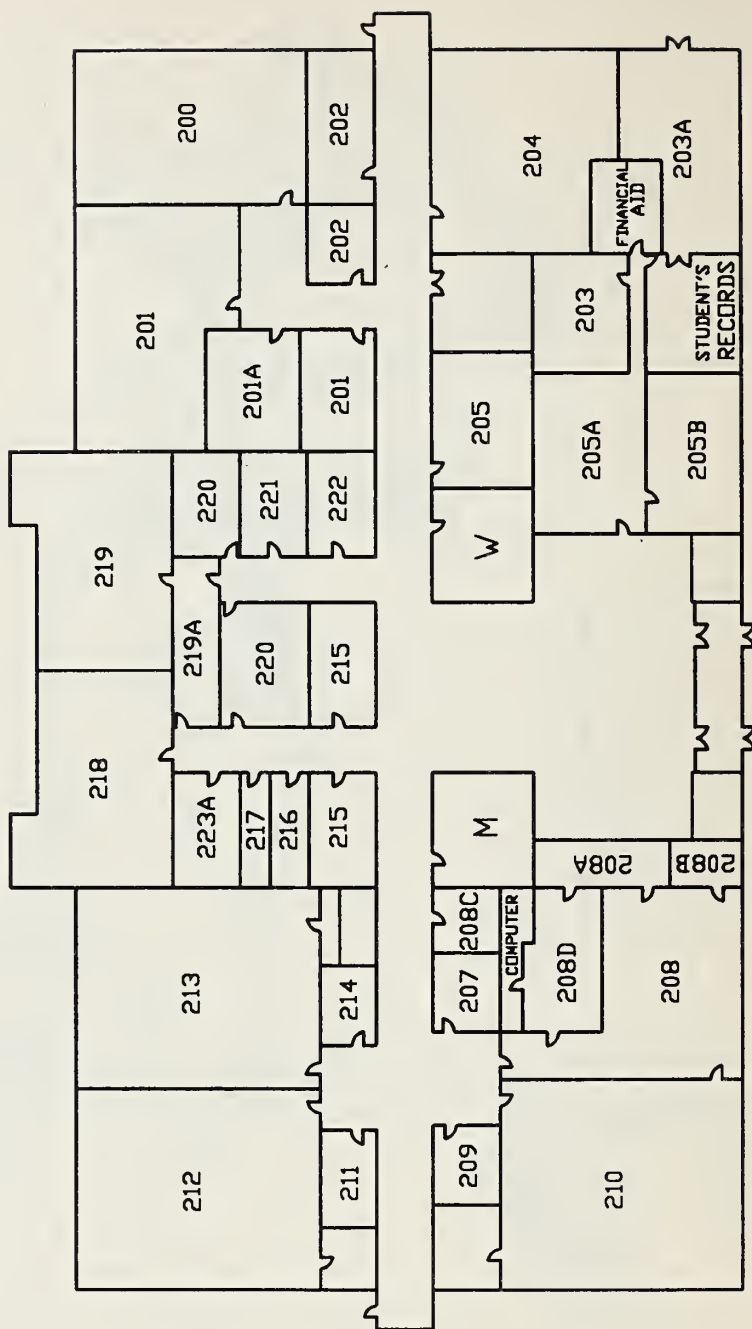 212
213
218
219
201
200
223A
219A
220
201A
217
220
221
216
211
214
215
215
222
201
202
202
209
207
208C
M
W
205
204
COMPUTER
210
208D
208A
205A
203
FINANCIAL
AID
208
208B
205B
STUDENT'S
RECORDS
203A